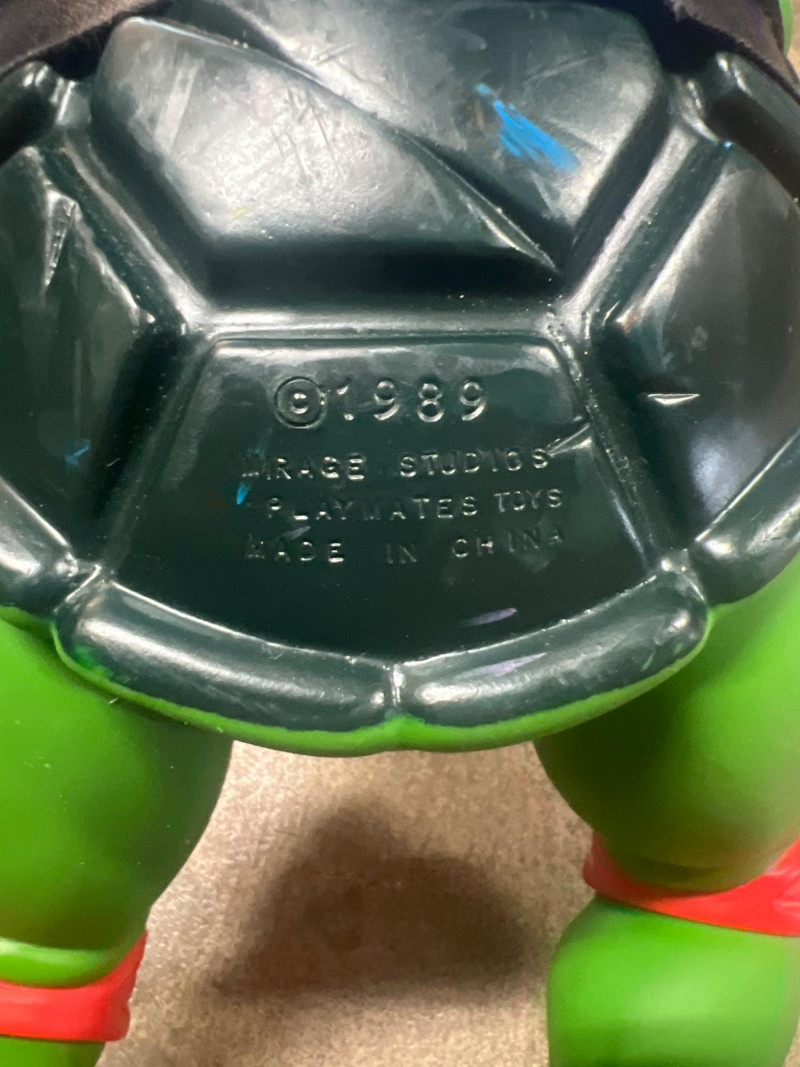 ©1989
MIRAGE STUDIOS
PLAYMATES TOYS
MADE IN CHINA